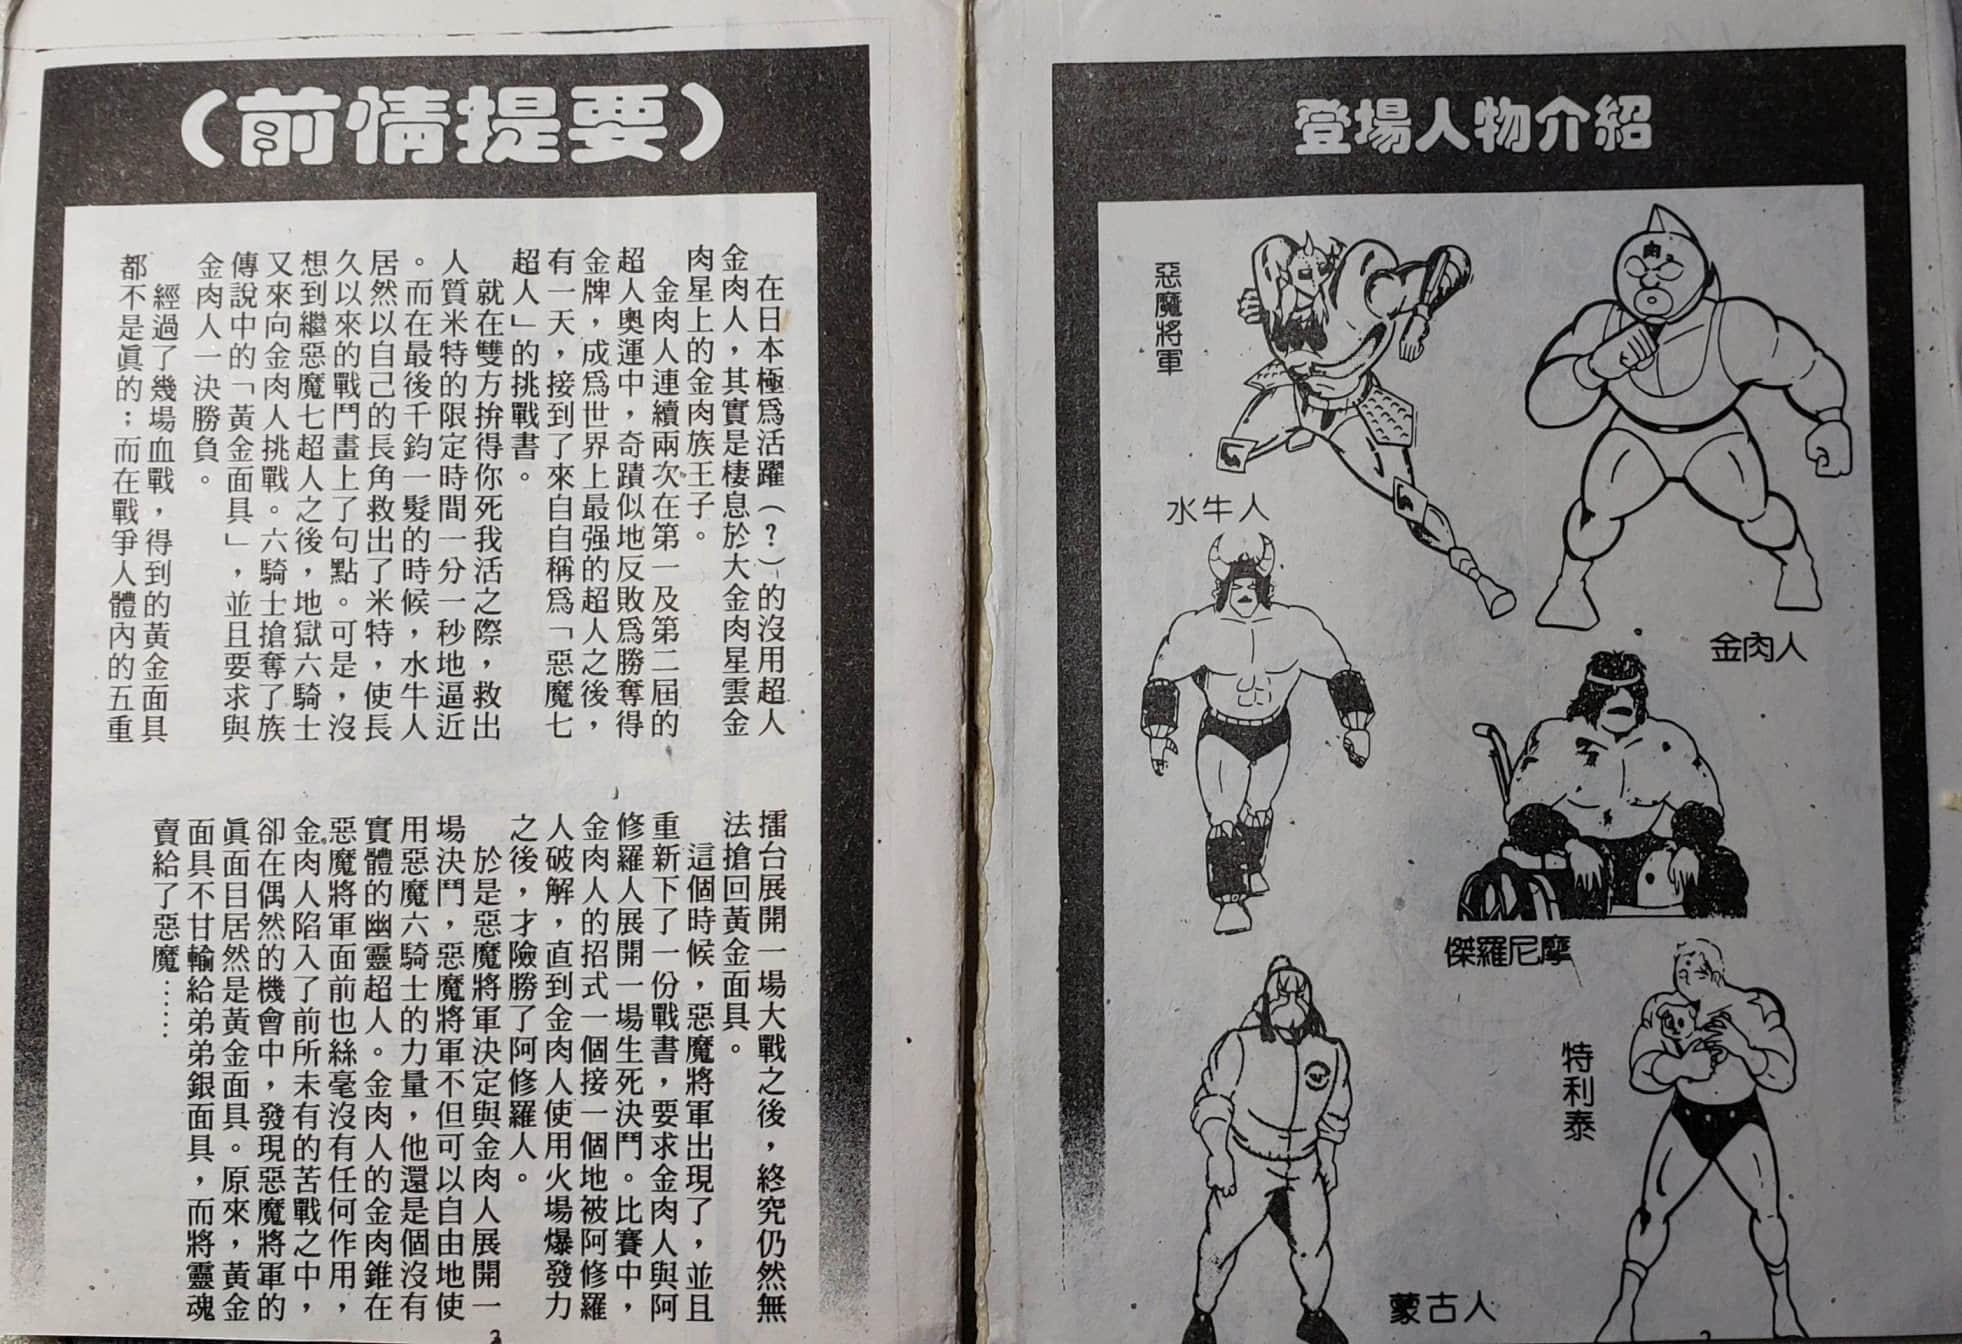 登場人物介紹
金肉人
惡魔將軍
水牛人
傑羅尼摩
特利泰
蒙古人
2
（前情提要）
在日本極爲活躍（？）的沒用超人
金肉人，其實是棲息於大金肉星雲金
肉星上的金肉族王子。
金肉人連續兩次在第一及第二屆的
超人奧運中，奇蹟似地反敗爲勝奪得
金牌，成爲世界上最强的超人之後，
有一天，接到了來自自稱爲「惡魔七
超人」的挑戰書。
就在雙方拚得你死我活之際，救出
人質米特的限定時間一分一秒地逼近
。而在最後千鈞一髮的時候，水牛人
居然以自己的長角救出了米特，使長
久以來的戰鬥畫上了句點。可是，沒
想到繼惡魔七超人之後，地獄六騎士
又來向金肉人挑戰。六騎士搶奪了族
傳說中的「黃金面具」，並且要求與
金肉人一決勝負。
經過了幾場血戰，得到的黃金面具
都不是眞的；而在戰爭人體內的五重
擂台展開一場大戰之後，終究仍然無
法搶回黃金面具。
這個時候，惡魔將軍出現了，並且
重新下了一份戰書，要求金肉人與阿
修羅人展開一場生死決鬥。比賽中，
金肉人的招式一個接一個地被阿修羅
人破解，直到金肉人使用火場爆發力
之後，才險勝了阿修羅人。
於是惡魔將軍決定與金肉人展開一
場決鬥，惡魔將軍不但可以自由地使
用惡魔六騎士的力量，他還是個沒有
實體的幽靈超人。金肉人的金肉錐在
惡魔將軍面前也絲毫沒有任何作用，
金肉人陷入了前所未有的苦戰之中，
卻在偶然的機會中，發現惡魔將軍的
眞面目居然是黃金面具。原來，黃金
面具不甘輸給弟弟銀面具，而將靈魂
賣給了惡魔……
3